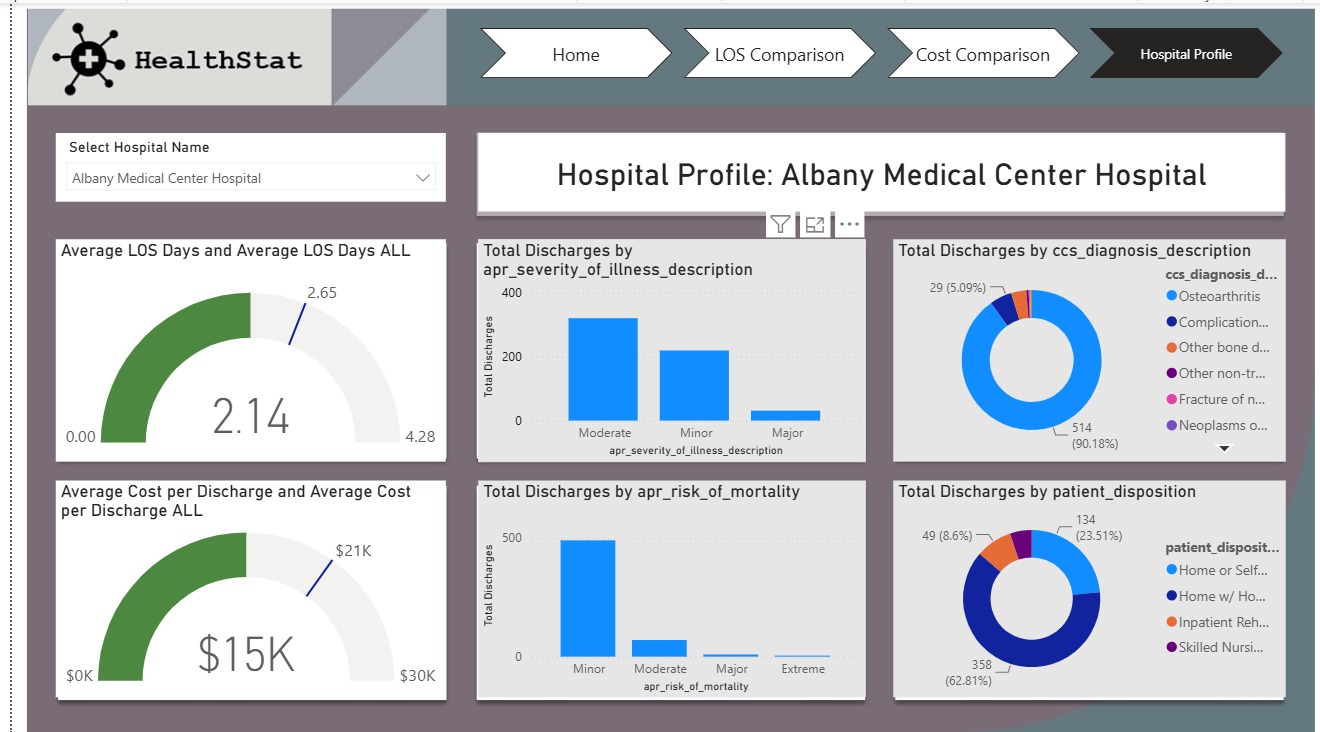 HealthStat
Home
LOS Comparison
Cost Comparison
Hospital Profile
Select Hospital Name
Albany Medical Center Hospital
Hospital Profile: Albany Medical Center Hospital
Average LOS Days and Average LOS Days ALL
2.65
2.14
0.00
4.28
Total Discharges by
apr_severity_of_illness_description
Total Discharges
400
200
0
Moderate
Minor
Major
apr_severity_of_illness_description
Total Discharges by ccs_diagnosis_description
29 (5.09%)
514
(90.18%)
ccs_diagnosis_d...
Osteoarthritis
Complication...
Other bone d...
Other non-tr...
Fracture of n...
Neoplasms o...
Average Cost per Discharge and Average Cost
per Discharge ALL
$21K
$15K
$0K
$30K
Total Discharges by apr_risk_of_mortality
Total Discharges
500
0
Minor
Moderate
Major
Extreme
apr_risk_of_mortality
Total Discharges by patient_disposition
134
(23.51%)
49 (8.6%)
358
(62.81%)
patient_disposit...
Home or Self...
Home w/ Ho...
Inpatient Reh...
Skilled Nursi...